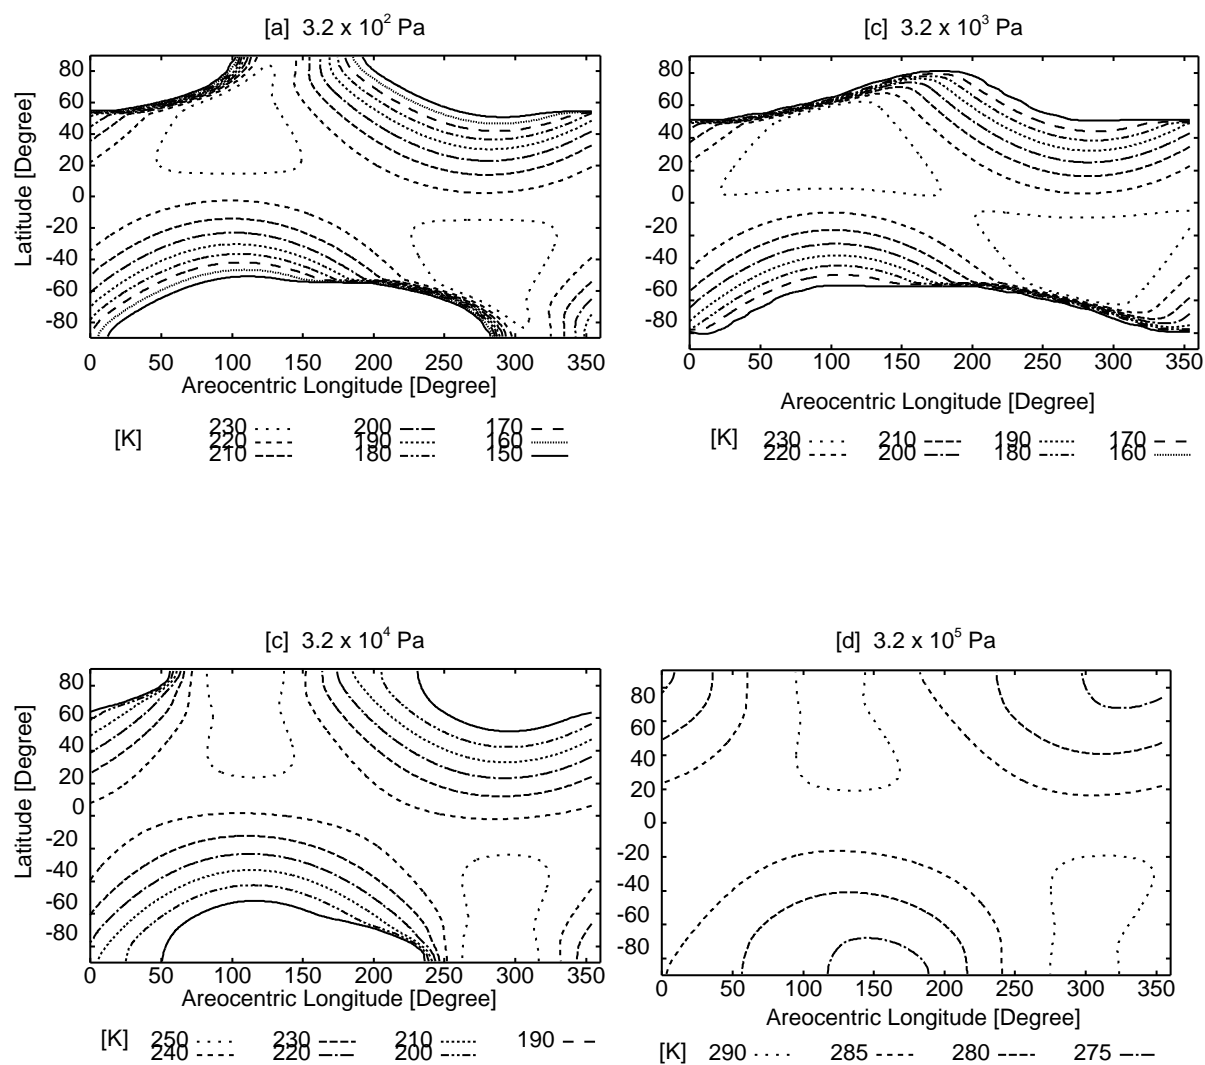 [a] 3.2 x 10² Pa
80
60
40
20
0
-20
-40
-60
-80
Latitude [Degree]
0 50 100 150 200 250 300 350
Areocentric Longitude [Degree]
[K] 230 200 170
220 190 160
210 180 150
[c] 3.2 x 10³ Pa
80
60
40
20
0
-20
-40
-60
-80
0 50 100 150 200 250 300 350
Areocentric Longitude [Degree]
[K] 230 210 190 170
220 200 180 160
[c] 3.2 x 10⁴ Pa
80
60
40
20
0
-20
-40
-60
-80
Latitude [Degree]
0 50 100 150 200 250 300 350
Areocentric Longitude [Degree]
[K] 250 230 210 190
240 220 200
[d] 3.2 x 10⁵ Pa
80
60
40
20
0
-20
-40
-60
-80
0 50 100 150 200 250 300 350
Areocentric Longitude [Degree]
[K] 290 285 280 275